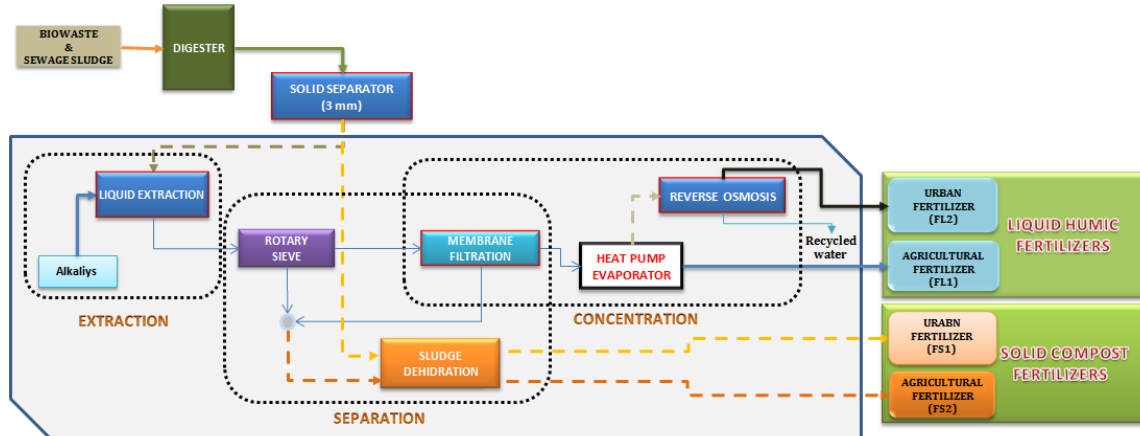 BIOWASTE
&
SEWAGE SLUDGE
DIGESTER
SOLID SEPARATOR
(3 mm)
LIQUID EXTRACTION
Alkaliys
EXTRACTION
ROTARY
SIEVE
MEMBRANE
FILTRATION
HEAT PUMP
EVAPORATOR
REVERSE OSMOSIS
Recycled
water
CONCENTRATION
SLUDGE
DEHIDRATION
SEPARATION
URBAN
FERTILIZER
(FL2)
AGRICULTURAL
FERTILIZER
(FL1)
LIQUID HUMIC
FERTILIZERS
URABN
FERTILIZER
(FS1)
AGRICULTURAL
FERTILIZER
(FS2)
SOLID COMPOST
FERTILIZERS